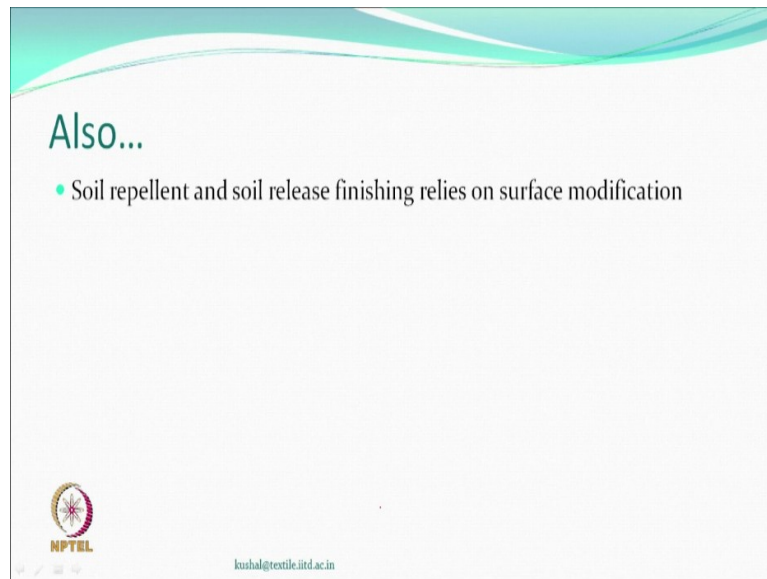 Also...
Soil repellent and soil release finishing relies on surface modification
NPTEL
kushal@textile.iitd.ac.in